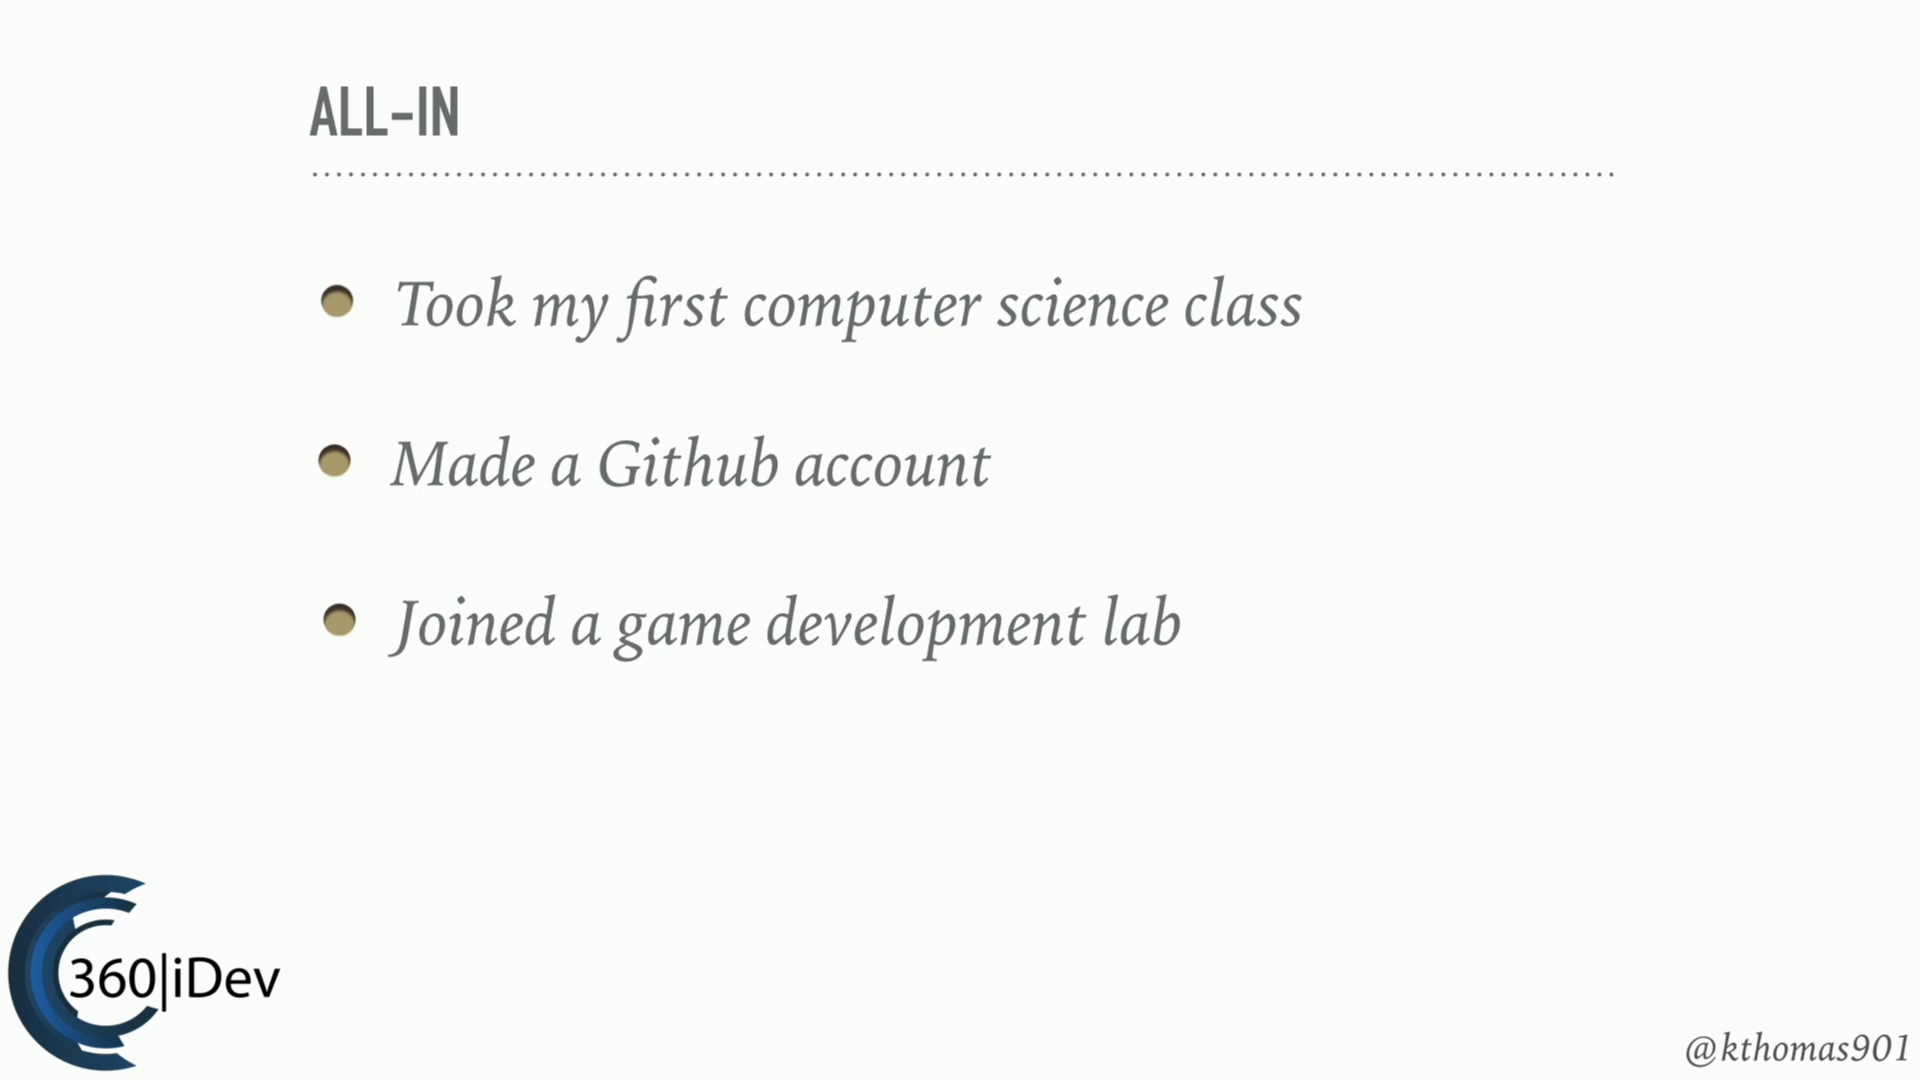 ALL-IN
Took my first computer science class
Made a Github account
Joined a game development lab
360|iDev
@kthomas901